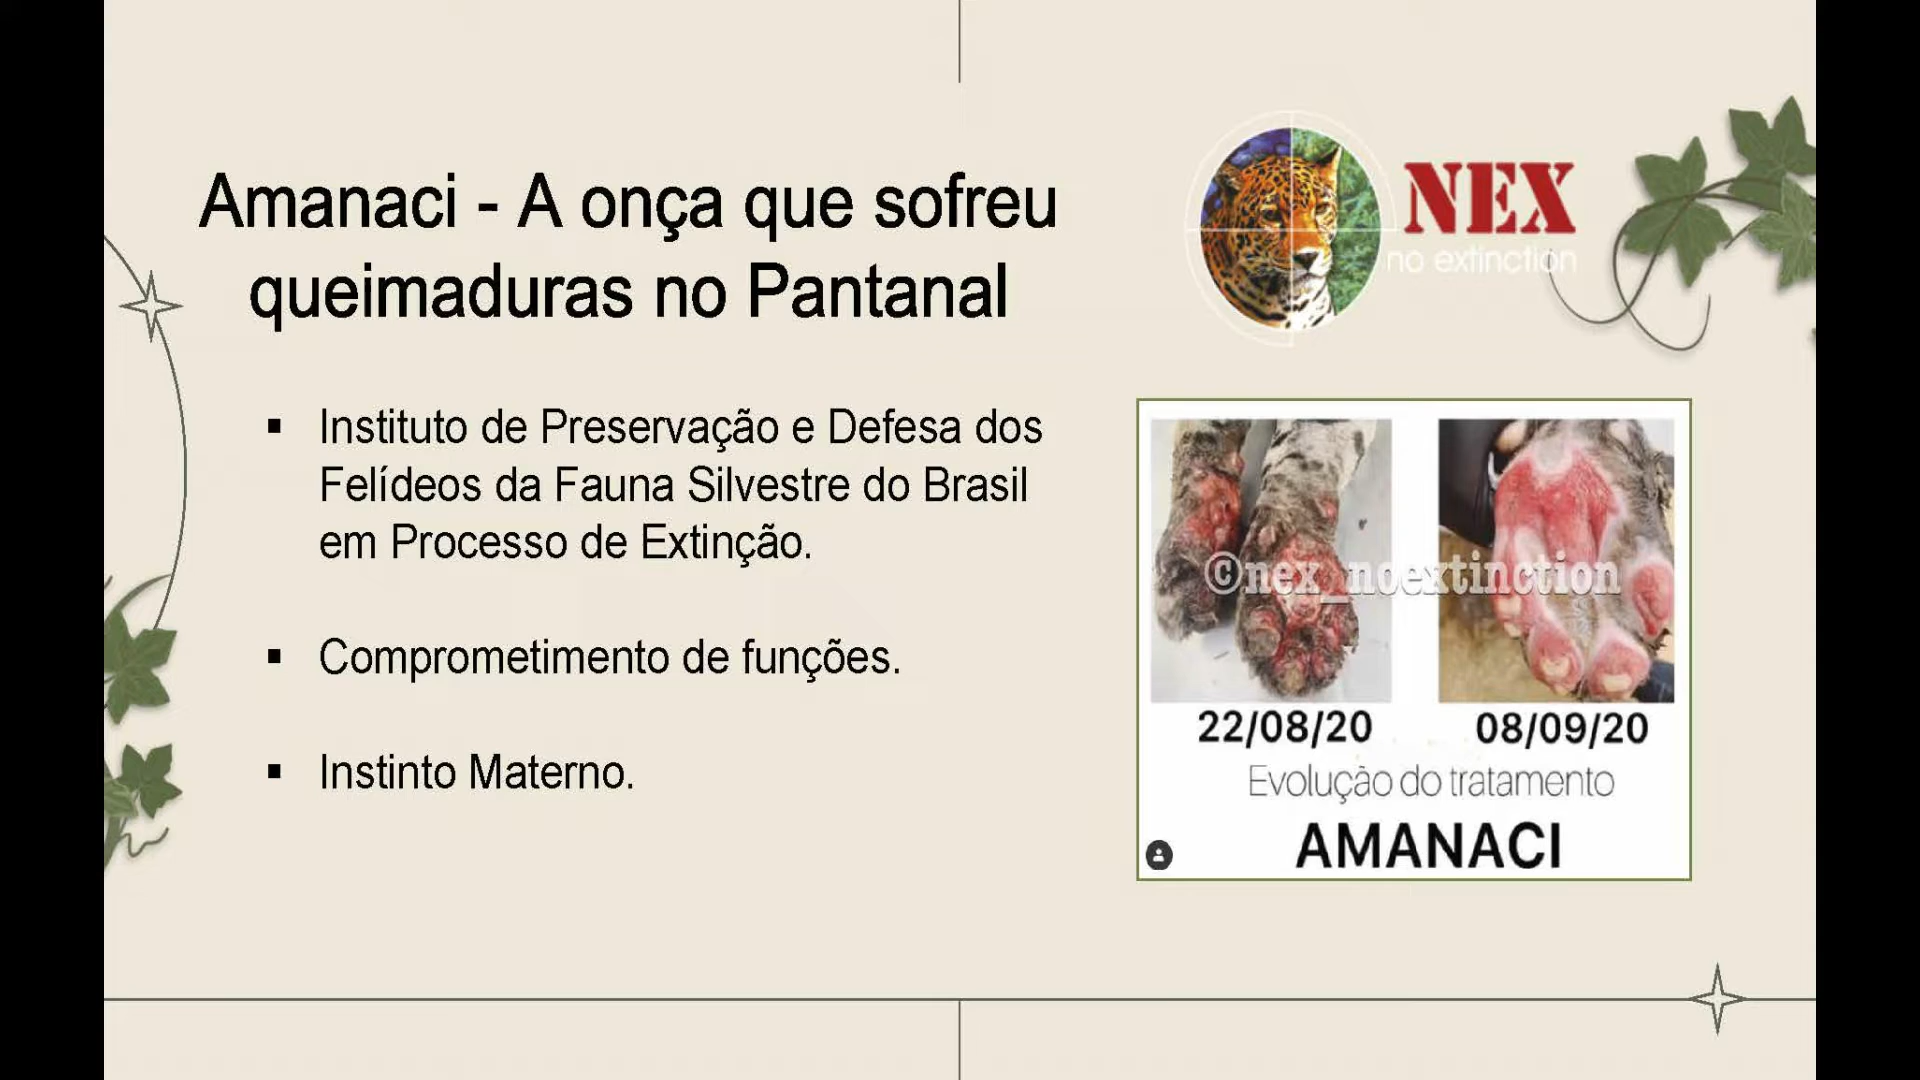 Amanaci - A onça que sofreu
queimaduras no Pantanal
NEX
no extinction
▪ Instituto de Preservação e Defesa dos
Felídeos da Fauna Silvestre do Brasil
em Processo de Extinção.
▪ Comprometimento de funções.
▪ Instinto Materno.
©nex_noextinction
22/08/20
08/09/20
Evolução do tratamento
AMANACI